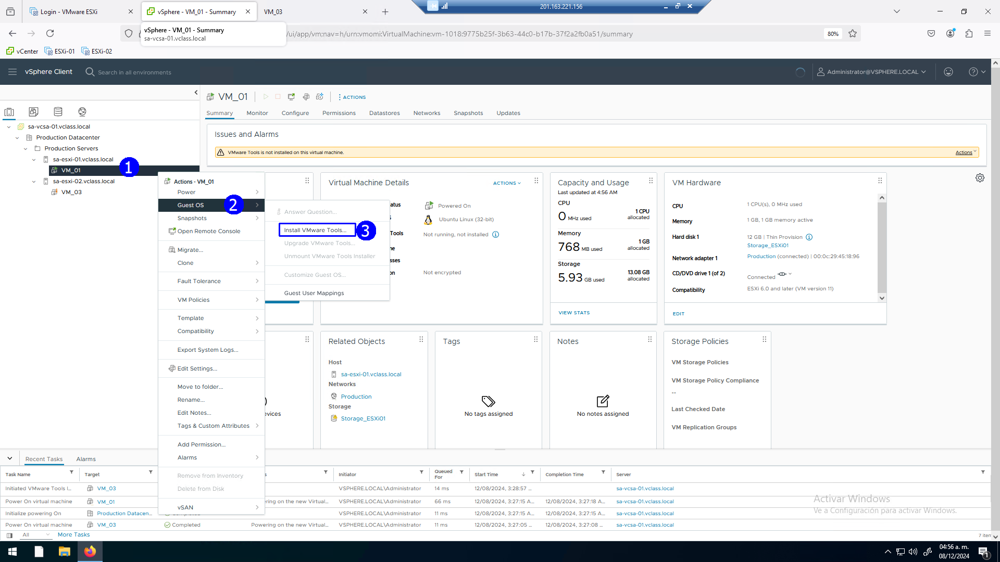 Login - VMware ESXi
vSphere - VM_01 - Summary
VM_03
201.163.221.156
vSphere - VM_01 - Summary
sa-vcsa-01.vclass.local
/ui/app/vm;nav=h/urn:vmomi:VirtualMachine:vm-1018:9775b25f-3b63-44c0-b17b-37f2a2fb0a51/summary
80%
vCenter
ESXi-01
ESXi-02
vSphere Client
Search in all environments
Administrator@VSPHERE.LOCAL
VM_01
ACTIONS
Summary
Monitor
Configure
Permissions
Datastores
Networks
Snapshots
Updates
sa-vcsa-01.vclass.local
Production Datacenter
Production Servers
sa-esxi-01.vclass.local
VM_01
sa-esxi-02.vclass.local
VM_03
1
Issues and Alarms
VMware Tools is not installed on this virtual machine.
Actions
Actions - VM_01
Power
Guest OS
2
Snapshots
Open Remote Console
Migrate...
Clone
Fault Tolerance
VM Policies
Template
Compatibility
Export System Logs...
Edit Settings...
Move to folder...
Rename...
Edit Notes...
Tags & Custom Attributes
Add Permission...
Alarms
Remove from Inventory
Delete from Disk
vSAN
Answer Question...
Install VMware Tools...
3
Upgrade VMware Tools...
Unmount VMware Tools Installer
Customize Guest OS...
Guest User Mappings
Virtual Machine Details
ACTIONS
atus
Powered On
Ubuntu Linux (32-bit)
Tools
Not running, not installed
ne
sses
on
Not encrypted
Capacity and Usage
Last updated at 4:56 AM
CPU
0 MHz used
1 CPU
allocated
Memory
768 MB used
1 GB
allocated
Storage
5.93 GB used
13.08 GB
allocated
VIEW STATS
VM Hardware
CPU
1 CPU(s), 0 MHz used
Memory
1 GB, 1 GB memory active
Hard disk 1
12 GB | Thin Provision
Storage_ESXi01
Network adapter 1
Production (connected) | 00:0c:29:45:18:96
CD/DVD drive 1 (of 2)
Connected
Compatibility
ESXi 6.0 and later (VM version 11)
EDIT
evices
Related Objects
Host
sa-esxi-01.vclass.local
Networks
Production
Storage
Storage_ESXi01
Tags
No tags assigned
Notes
No notes assigned
Storage Policies
VM Storage Policies
VM Storage Policy Compliance
--
Last Checked Date
VM Replication Groups
Recent Tasks
Alarms
Task Name
Target
s
Initiator
Queued For
Start Time
Completion Time
Server
Initiated VMware Tools I...
VM_03
VSPHERE.LOCAL\Administrator
14 ms
12/08/2024, 3:28:57 ...
sa-vcsa-01.vclass.local
Power On virtual machine
VM_01
ering on the new Virtual...
VSPHERE.LOCAL\Administrator
66 ms
12/08/2024, 3:27:15 A...
12/08/2024, 3:27:18 A...
sa-vcsa-01.vclass.local
Initialize powering On
Production Datacen...
Completed
VSPHERE.LOCAL\Administrator
11 ms
12/08/2024, 3:27:15 A...
12/08/2024, 3:27:15 A...
sa-vcsa-01.vclass.local
Power On virtual machine
VM_03
Completed
Powering on the new Virtual...
VSPHERE.LOCAL\Administrator
11 ms
12/08/2024, 3:27:05 ...
12/08/2024, 3:27:08 ...
sa-vcsa-01.vclass.local
All
More Tasks
7 item
Activar Windows
Ve a Configuración para activar Windows.
04:56 a. m.
08/12/2024
1